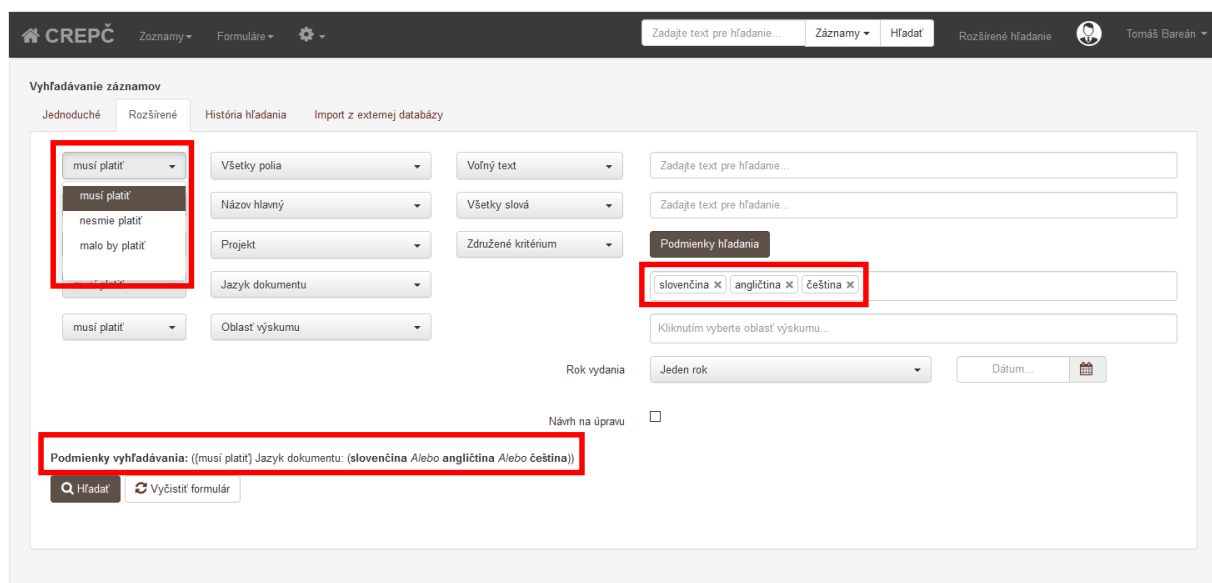 CREPČ Zoznamy Formuláre Zadajte text pre hľadanie... Záznamy Hľadať Rozšírené hľadanie Tomáš Bareán
Vyhľadávanie záznamov
Jednoduché Rozšírené História hľadania Import z externej databázy
musí platiť Všetky polia Voľný text Zadajte text pre hľadanie...
musí platiť Názov hlavný Všetky slová Zadajte text pre hľadanie...
nesmie platiť
malo by platiť Projekt Združené kritérium Podmienky hľadania
musí platiť Jazyk dokumentu slovenčina × angličtina × čeština ×
musí platiť Oblasť výskumu Kliknutím vyberte oblasť výskumu...
Rok vydania Jeden rok Dátum...
Návrh na úpravu
Podmienky vyhľadávania: ({musí platiť} Jazyk dokumentu: (slovenčina Alebo angličtina Alebo čeština))
Hľadať Vyčistiť formulár